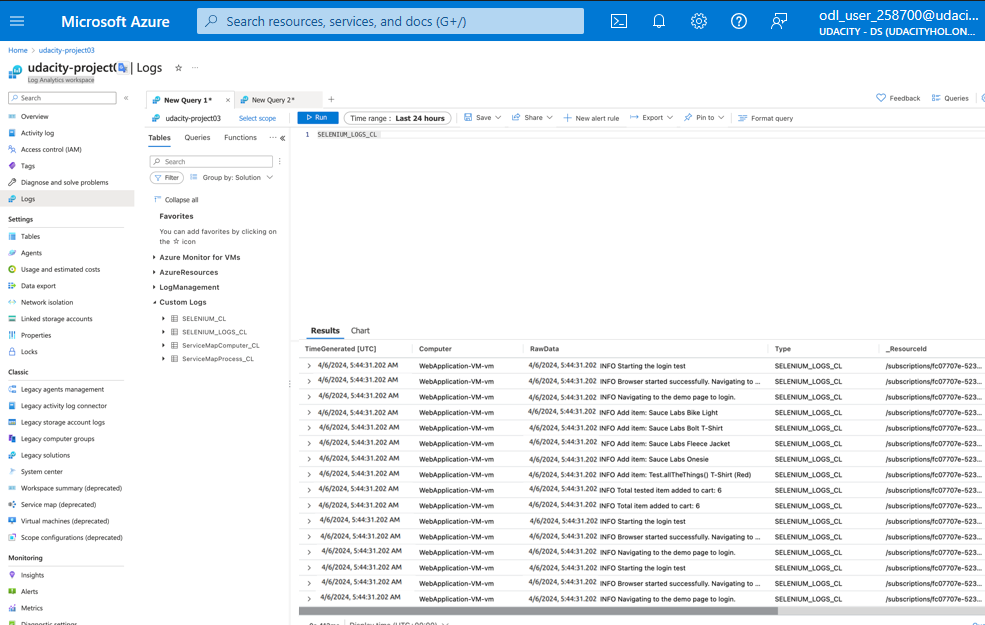 Microsoft Azure
Search resources, services, and docs (G+/)
odl_user_258700@udaci...
UDACITY - DS (UDACITYHOL.ON...
Home > udacity-project03
| Logs
Log Analytics workspace
Search
Overview
Activity log
Access control (IAM)
Tags
Diagnose and solve problems
Logs
Settings
Tables
Agents
Usage and estimated costs
Data export
Network isolation
Linked storage accounts
Properties
Locks
Classic
Legacy agents management
Legacy activity log connector
Legacy storage account logs
Legacy computer groups
Legacy solutions
System center
Workspace summary (deprecated)
Service map (deprecated)
Virtual machines (deprecated)
Scope configurations (deprecated)
Monitoring
Insights
Alerts
Metrics
Diagnostic settings
New Query 1* New Query 2*
Feedback Queries
udacity-project03 Select scope
Run Time range : Last 24 hours Save Share New alert rule Export Pin to Format query
Tables Queries Functions
Search
Filter Group by: Solution
Collapse all
Favorites
You can add favorites by clicking on
the ☆ icon
Azure Monitor for VMs
AzureResources
LogManagement
Custom Logs
SELENIUM_CL
SELENIUM_LOGS_CL
ServiceMapComputer_CL
ServiceMapProcess_CL
1 SELENIUM_LOGS_CL
Results Chart
TimeGenerated [UTC] Computer RawData Type _ResourceId
4/6/2024, 5:44:31.202 AM WebApplication-VM-vm 4/6/2024, 5:44:31.202 INFO Starting the login test SELENIUM_LOGS_CL /subscriptions/fc07707e-523...
4/6/2024, 5:44:31.202 AM WebApplication-VM-vm 4/6/2024, 5:44:31.202 INFO Browser started successfully. Navigating to ... SELENIUM_LOGS_CL /subscriptions/fc07707e-523...
4/6/2024, 5:44:31.202 AM WebApplication-VM-vm 4/6/2024, 5:44:31.202 INFO Navigating to the demo page to login. SELENIUM_LOGS_CL /subscriptions/fc07707e-523...
4/6/2024, 5:44:31.202 AM WebApplication-VM-vm 4/6/2024, 5:44:31.202 INFO Add item: Sauce Labs Bike Light SELENIUM_LOGS_CL /subscriptions/fc07707e-523...
4/6/2024, 5:44:31.202 AM WebApplication-VM-vm 4/6/2024, 5:44:31.202 INFO Add item: Sauce Labs Bolt T-Shirt SELENIUM_LOGS_CL /subscriptions/fc07707e-523...
4/6/2024, 5:44:31.202 AM WebApplication-VM-vm 4/6/2024, 5:44:31.202 NFO Add item: Sauce Labs Fleece Jacket SELENIUM_LOGS_CL /subscriptions/fc07707e-523...
4/6/2024, 5:44:31.202 AM WebApplication-VM-vm 4/6/2024, 5:44:31.202 INFO Add item: Sauce Labs Onesie SELENIUM_LOGS_CL /subscriptions/fc07707e-523...
4/6/2024, 5:44:31.202 AM WebApplication-VM-vm 4/6/2024, 5:44:31.202 INFO Add item: Test.allTheThings() T-Shirt (Red) SELENIUM_LOGS_CL /subscriptions/fc07707e-523...
4/6/2024, 5:44:31.202 AM WebApplication-VM-vm 4/6/2024, 5:44:31.202 INFO Total tested item added to cart: 6 SELENIUM_LOGS_CL /subscriptions/fc07707e-523...
4/6/2024, 5:44:31.202 AM WebApplication-VM-vm 4/6/2024, 5:44:31.202 INFO Total item added to cart: 6 SELENIUM_LOGS_CL /subscriptions/fc07707e-523...
4/6/2024, 5:44:31.202 AM WebApplication-VM-vm 4/6/2024, 5:44:31.202 INFO Starting the login test SELENIUM_LOGS_CL /subscriptions/fc07707e-523...
4/6/2024, 5:44:31.202 AM WebApplication-VM-vm 4/6/2024, 5:44:31.202 INFO Browser started successfully. Navigating to ... SELENIUM_LOGS_CL /subscriptions/fc07707e-523...
4/6/2024, 5:44:31.202 AM WebApplication-VM-vm 4/6/2024, 5:44:31.202 INFO Navigating to the demo page to login. SELENIUM_LOGS_CL /subscriptions/fc07707e-523...
4/6/2024, 5:44:31.202 AM WebApplication-VM-vm 4/6/2024, 5:44:31.202 INFO Starting the login test SELENIUM_LOGS_CL /subscriptions/fc07707e-523...
4/6/2024, 5:44:31.202 AM WebApplication-VM-vm 4/6/2024, 5:44:31.202 INFO Browser started successfully. Navigating to ... SELENIUM_LOGS_CL /subscriptions/fc07707e-523...
4/6/2024, 5:44:31.202 AM WebApplication-VM-vm 4/6/2024, 5:44:31.202 INFO Navigating to the demo page to login. SELENIUM_LOGS_CL /subscriptions/fc07707e-523...
Display time (UTC+00:00)